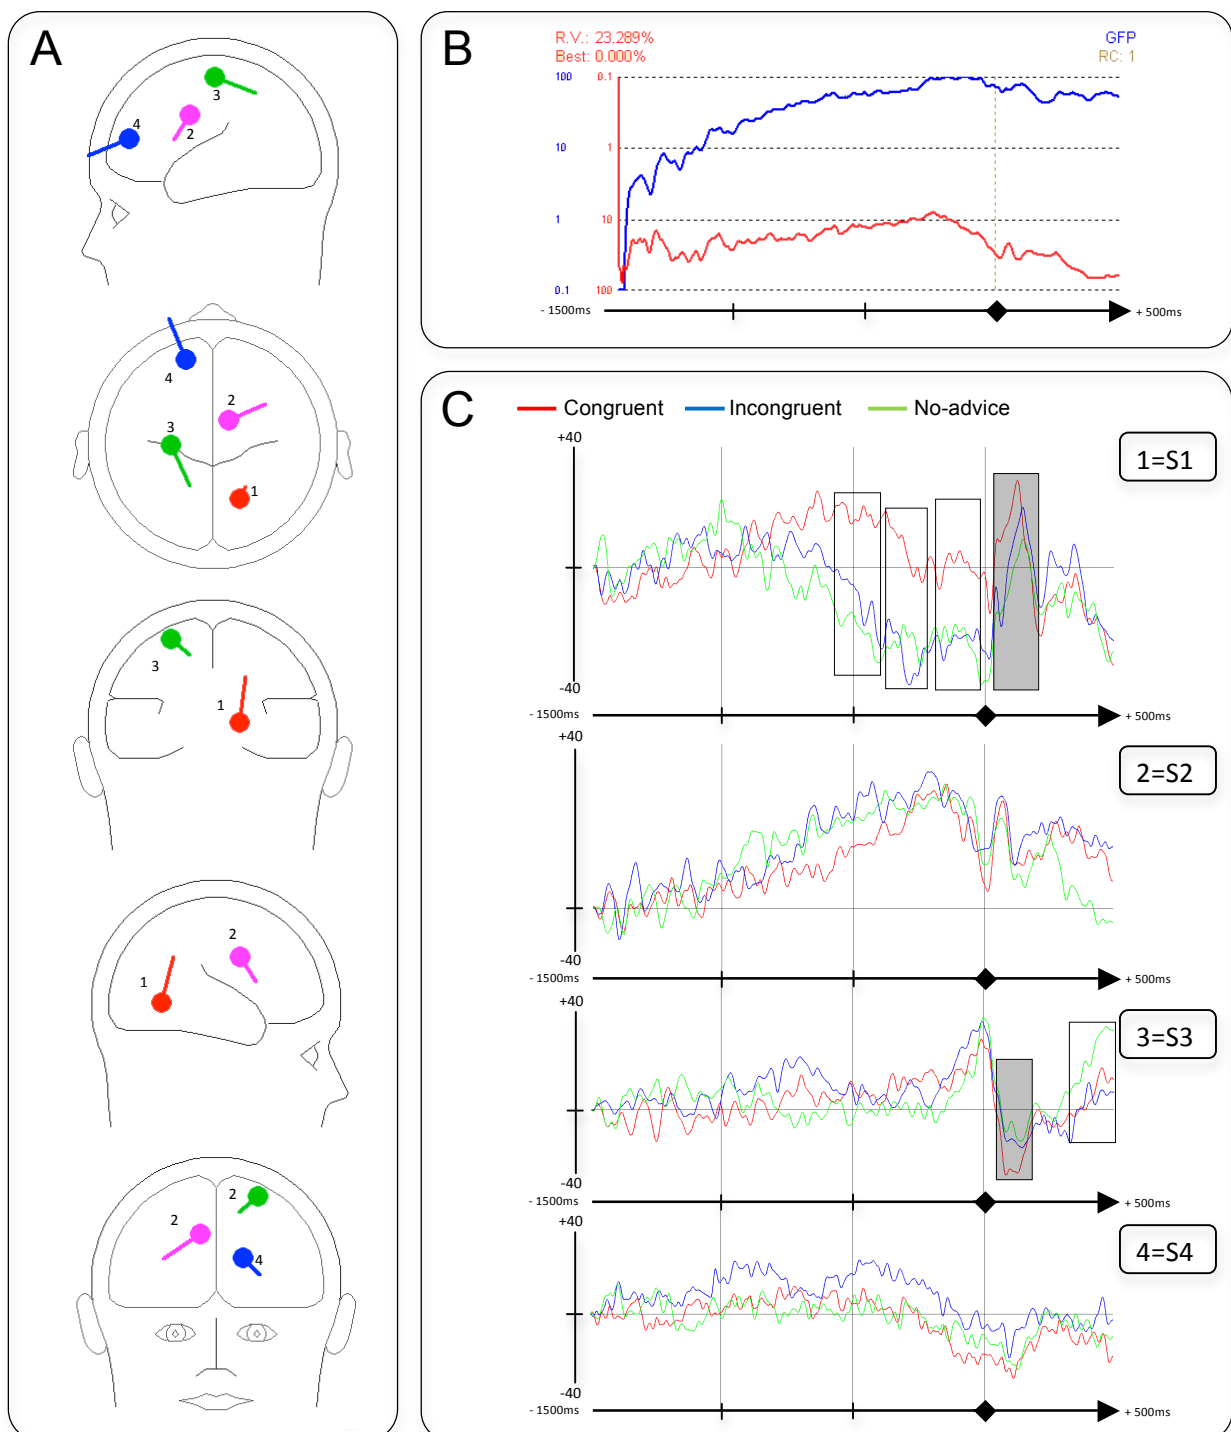 A
3
2
4
4
2
3
1
3
1
2
1
2
2
4
B
R.V.: 23.289%
Best: 0.000%
GFP
RC: 1
100 0.1
10 1
1 10
0.1 100
- 1500ms + 500ms
C
Congruent Incongruent No-advice
+40
1=S1
-40
- 1500ms + 500ms
+40
2=S2
-40
- 1500ms + 500ms
+40
3=S3
-40
- 1500ms + 500ms
+40
4=S4
-40
- 1500ms + 500ms